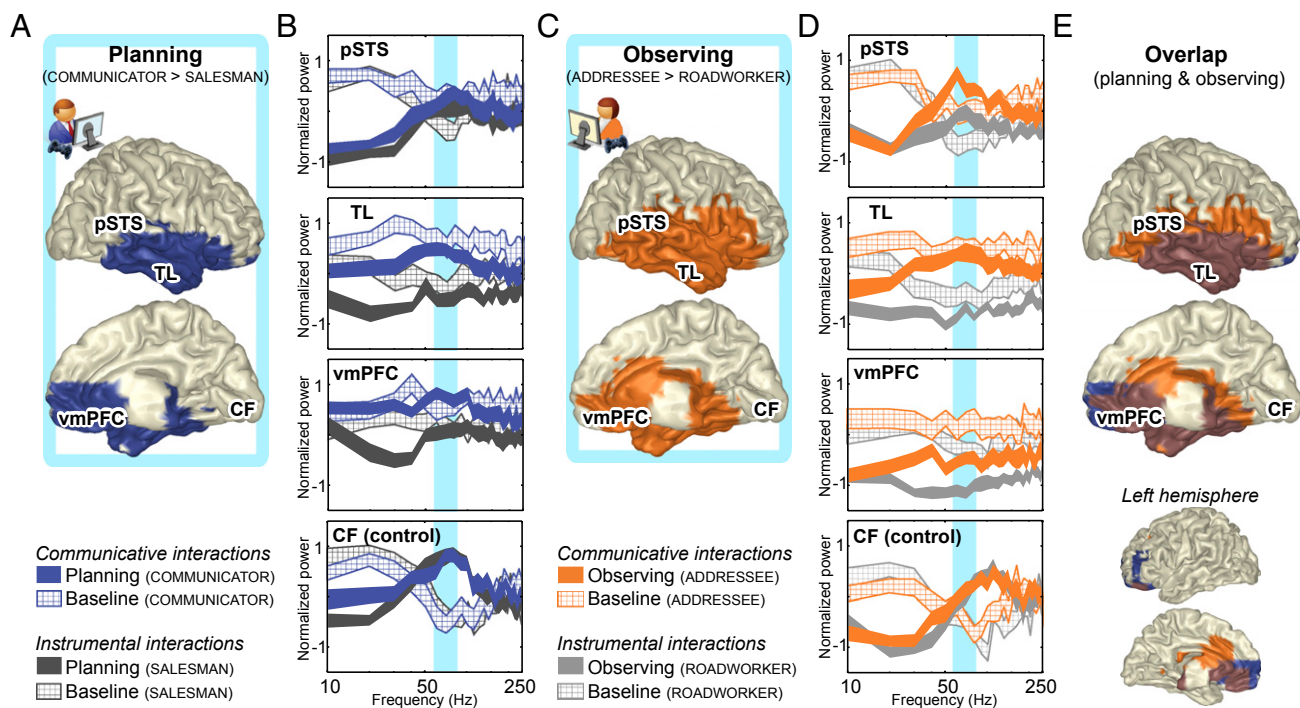 A
Planning
(COMMUNICATOR > SALESMAN)
pSTS
TL
vmPFC
CF
Communicative interactions
Planning (COMMUNICATOR)
Baseline (COMMUNICATOR)
Instrumental interactions
Planning (SALESMAN)
Baseline (SALESMAN)
B
pSTS
1
Normalized power
-1
TL
1
Normalized power
-1
vmPFC
1
Normalized power
-1
CF (control)
1
Normalized power
-1
10 50 250
Frequency (Hz)
C
Observing
(ADDRESSEE > ROADWORKER)
pSTS
TL
vmPFC
CF
Communicative interactions
Observing (ADDRESSEE)
Baseline (ADDRESSEE)
Instrumental interactions
Observing (ROADWORKER)
Baseline (ROADWORKER)
D
pSTS
1
Normalized power
-1
TL
1
Normalized power
-1
vmPFC
1
Normalized power
-1
CF (control)
1
Normalized power
-1
10 50 250
Frequency (Hz)
E
Overlap
(planning & observing)
pSTS
TL
vmPFC
CF
Left hemisphere